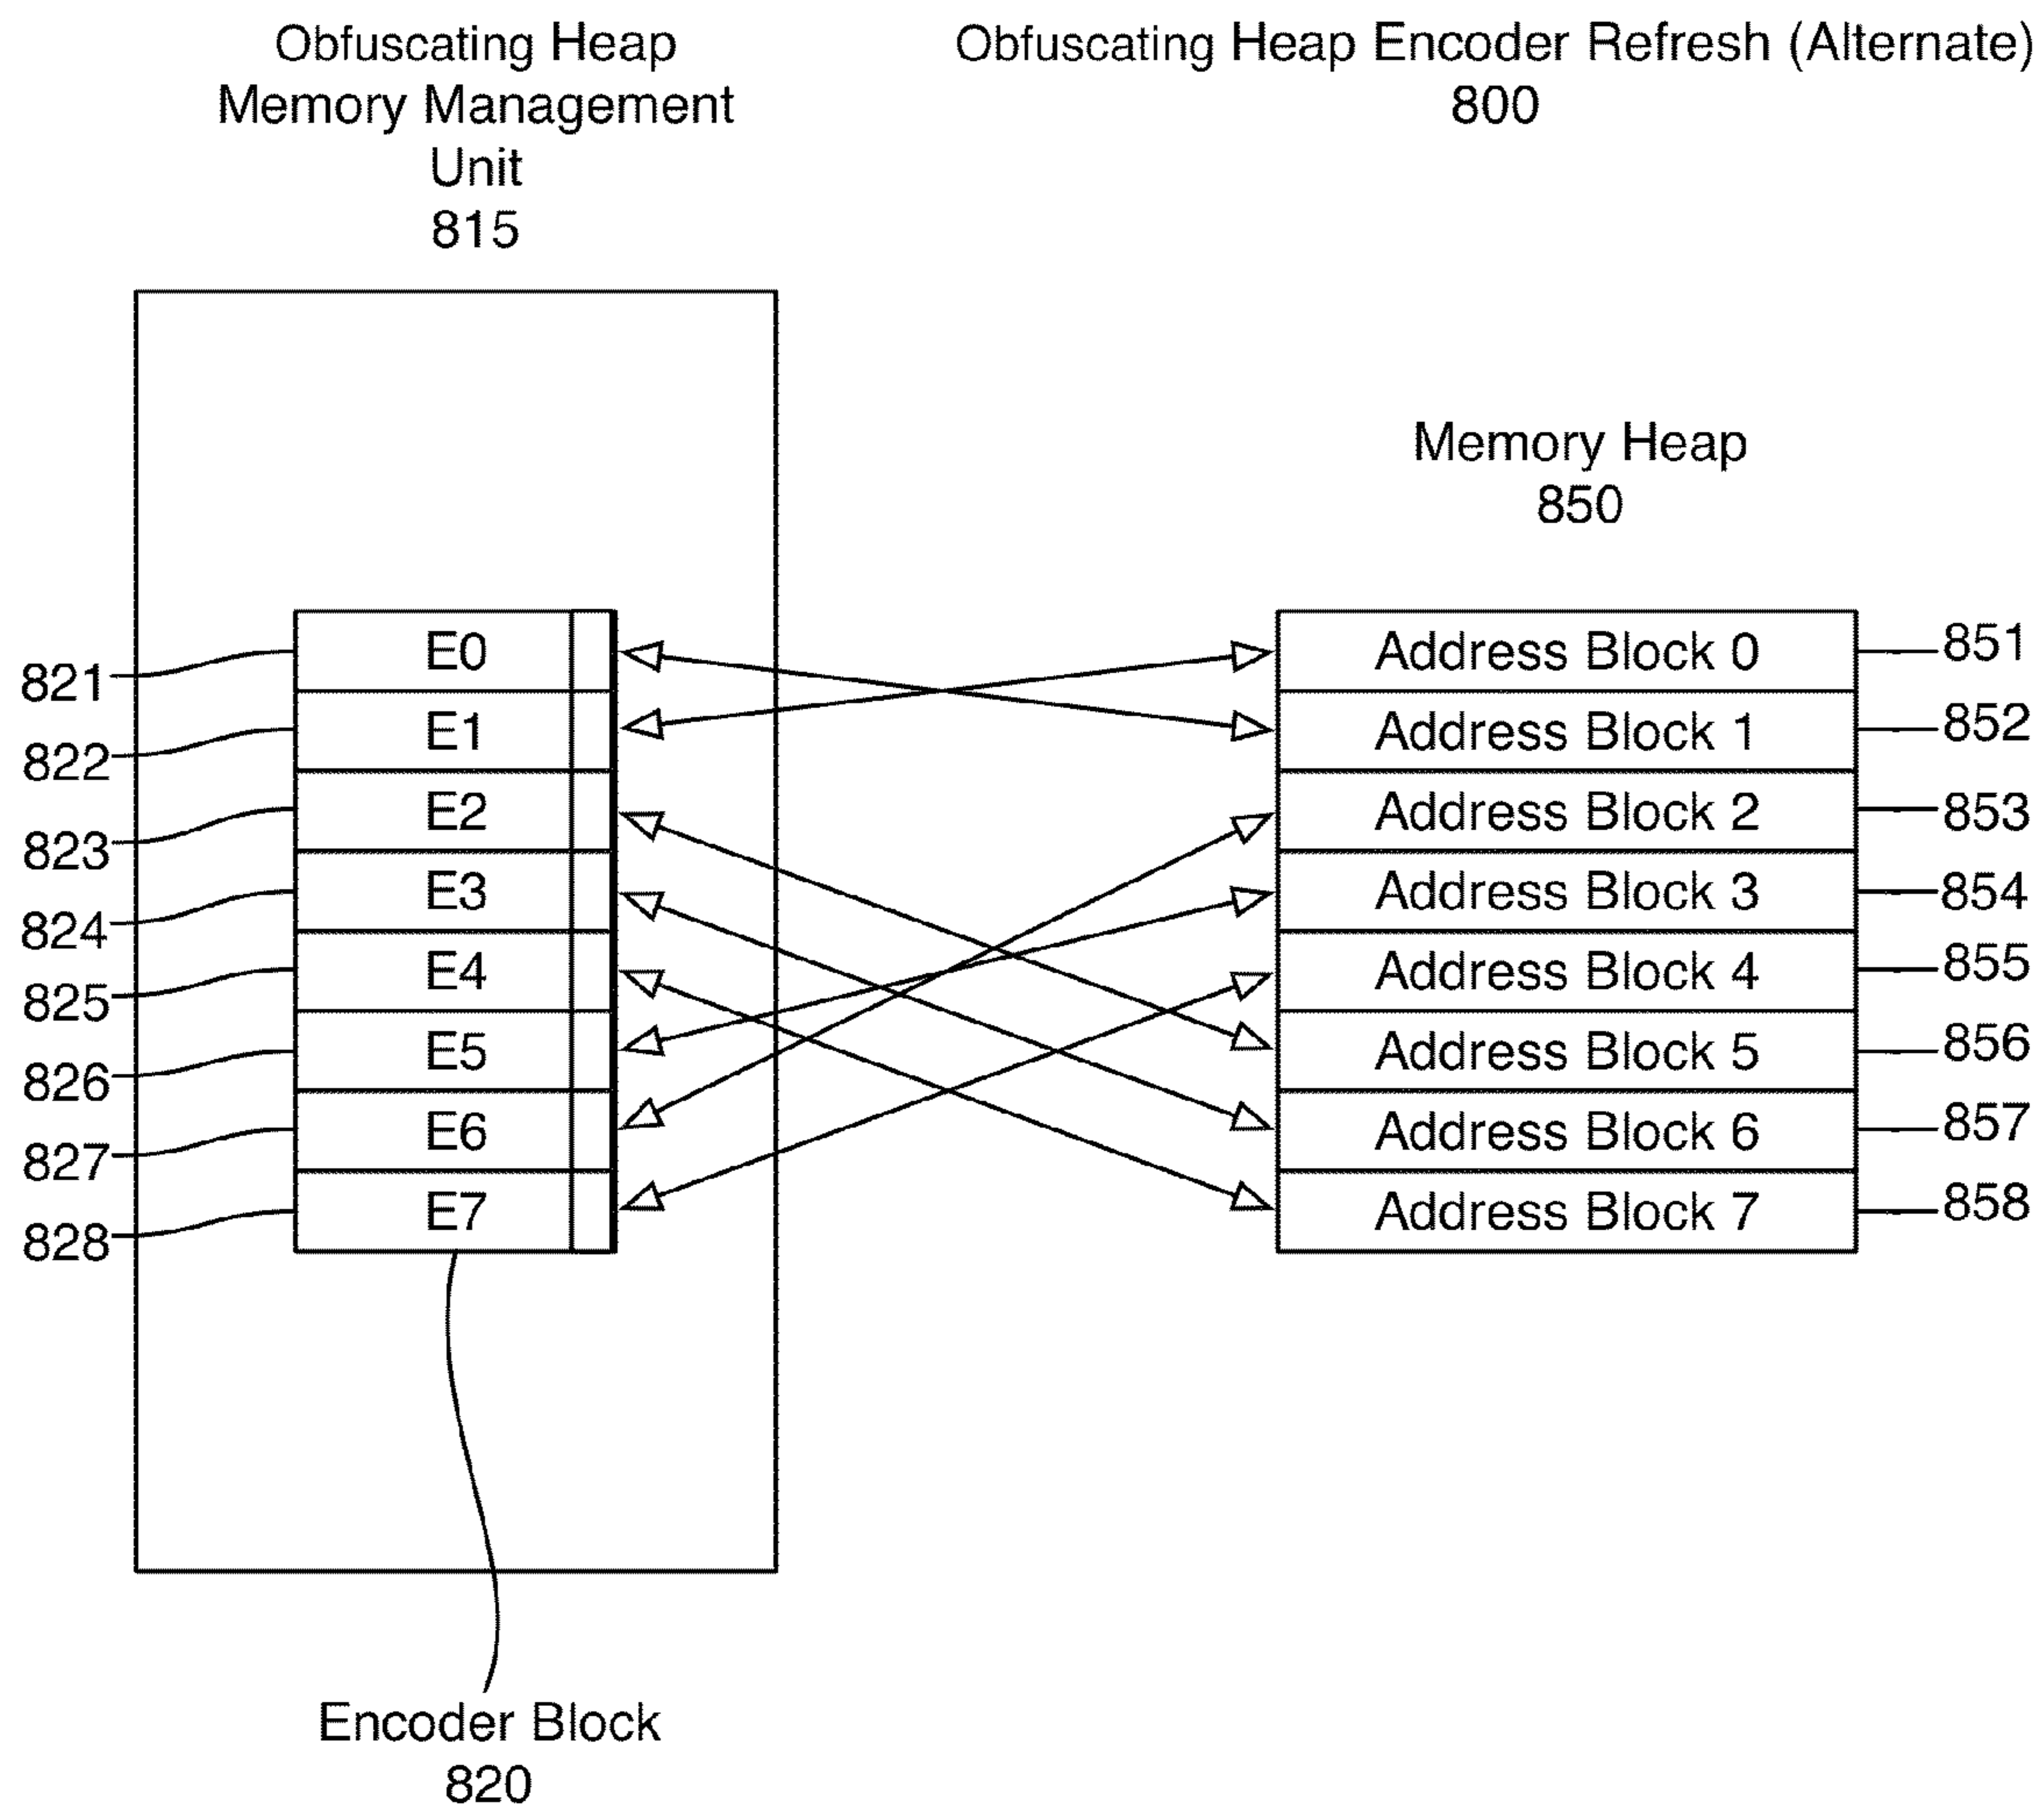 Obfuscating Heap
Memory Management
Unit
815
Obfuscating Heap Encoder Refresh (Alternate)
800
Memory Heap
850
821
822
823
824
825
826
827
828
E0
E1
E2
E3
E4
E5
E6
E7
Address Block 0
Address Block 1
Address Block 2
Address Block 3
Address Block 4
Address Block 5
Address Block 6
Address Block 7
851
852
853
854
855
856
857
858
Encoder Block
820